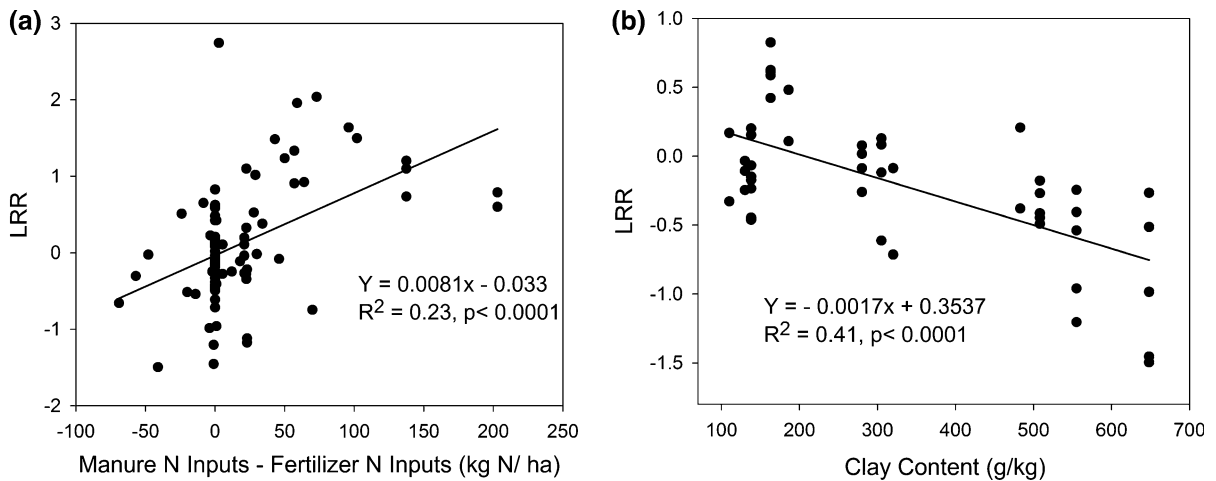 (a)
3
2
1
0
-1
-2
LRR
Y = 0.0081x - 0.033
R² = 0.23, p< 0.0001
-100 -50 0 50 100 150 200 250
Manure N Inputs - Fertilizer N Inputs (kg N/ ha)
(b)
1.0
0.5
0.0
-0.5
-1.0
-1.5
LRR
Y = - 0.0017x + 0.3537
R² = 0.41, p< 0.0001
100 200 300 400 500 600 700
Clay Content (g/kg)